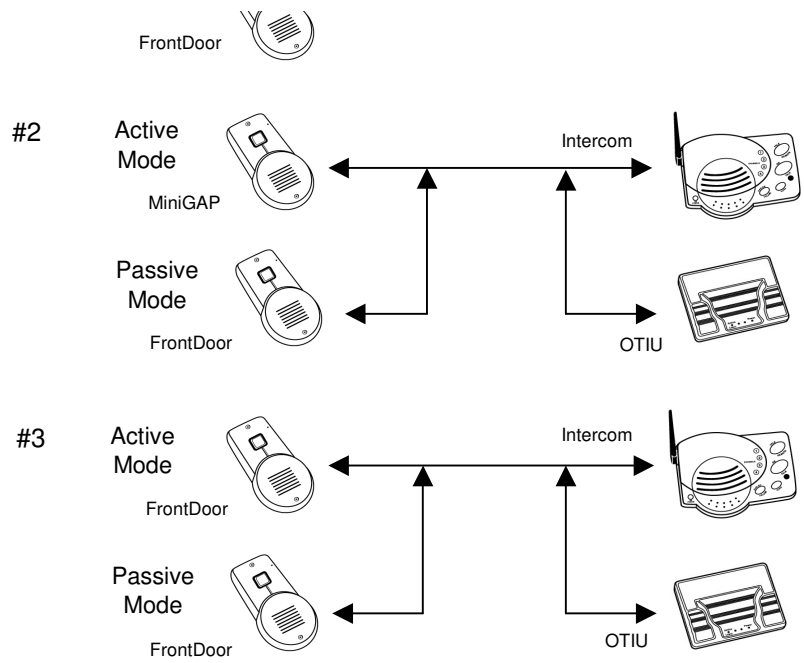 FrontDoor
#2
Active
Mode
Intercom
MiniGAP
Passive
Mode
FrontDoor
OTIU
#3
Active
Mode
Intercom
FrontDoor
Passive
Mode
FrontDoor
OTIU